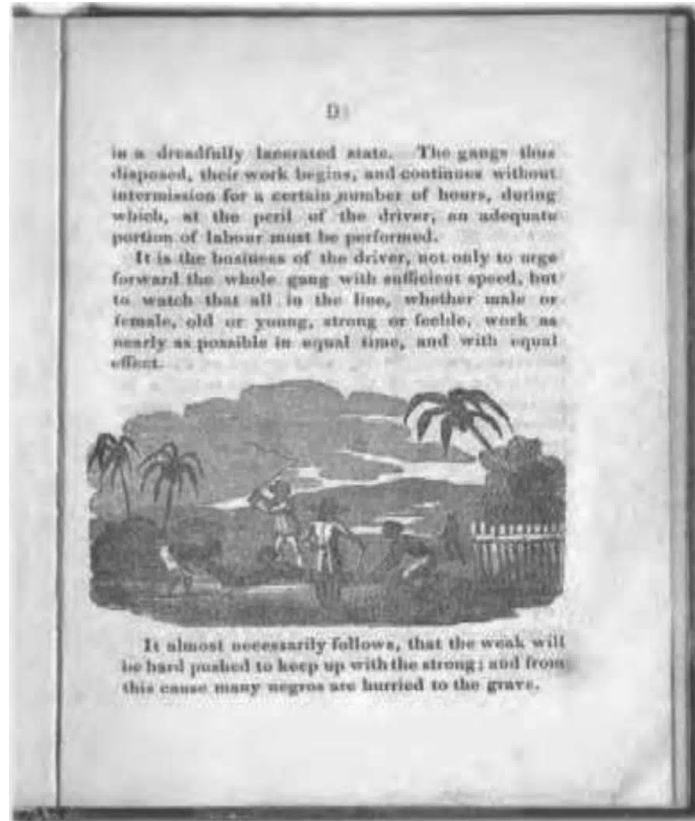 in a dreadfully lacerated state. The gangs thus
disposed, their work begins, and continues without
intermission for a certain number of hours, during
which, at the peril of the driver, an adequate
portion of labour must be performed.
It is the business of the driver, not only to urge
forward the whole gang with sufficient speed, but
to watch that all in the line, whether male or
female, old or young, strong or feeble, work as
nearly as possible in equal time, and with equal
effect.
It almost necessarily follows, that the weak will
be hard pushed to keep up with the strong; and from
this cause many negros are hurried to the grave.